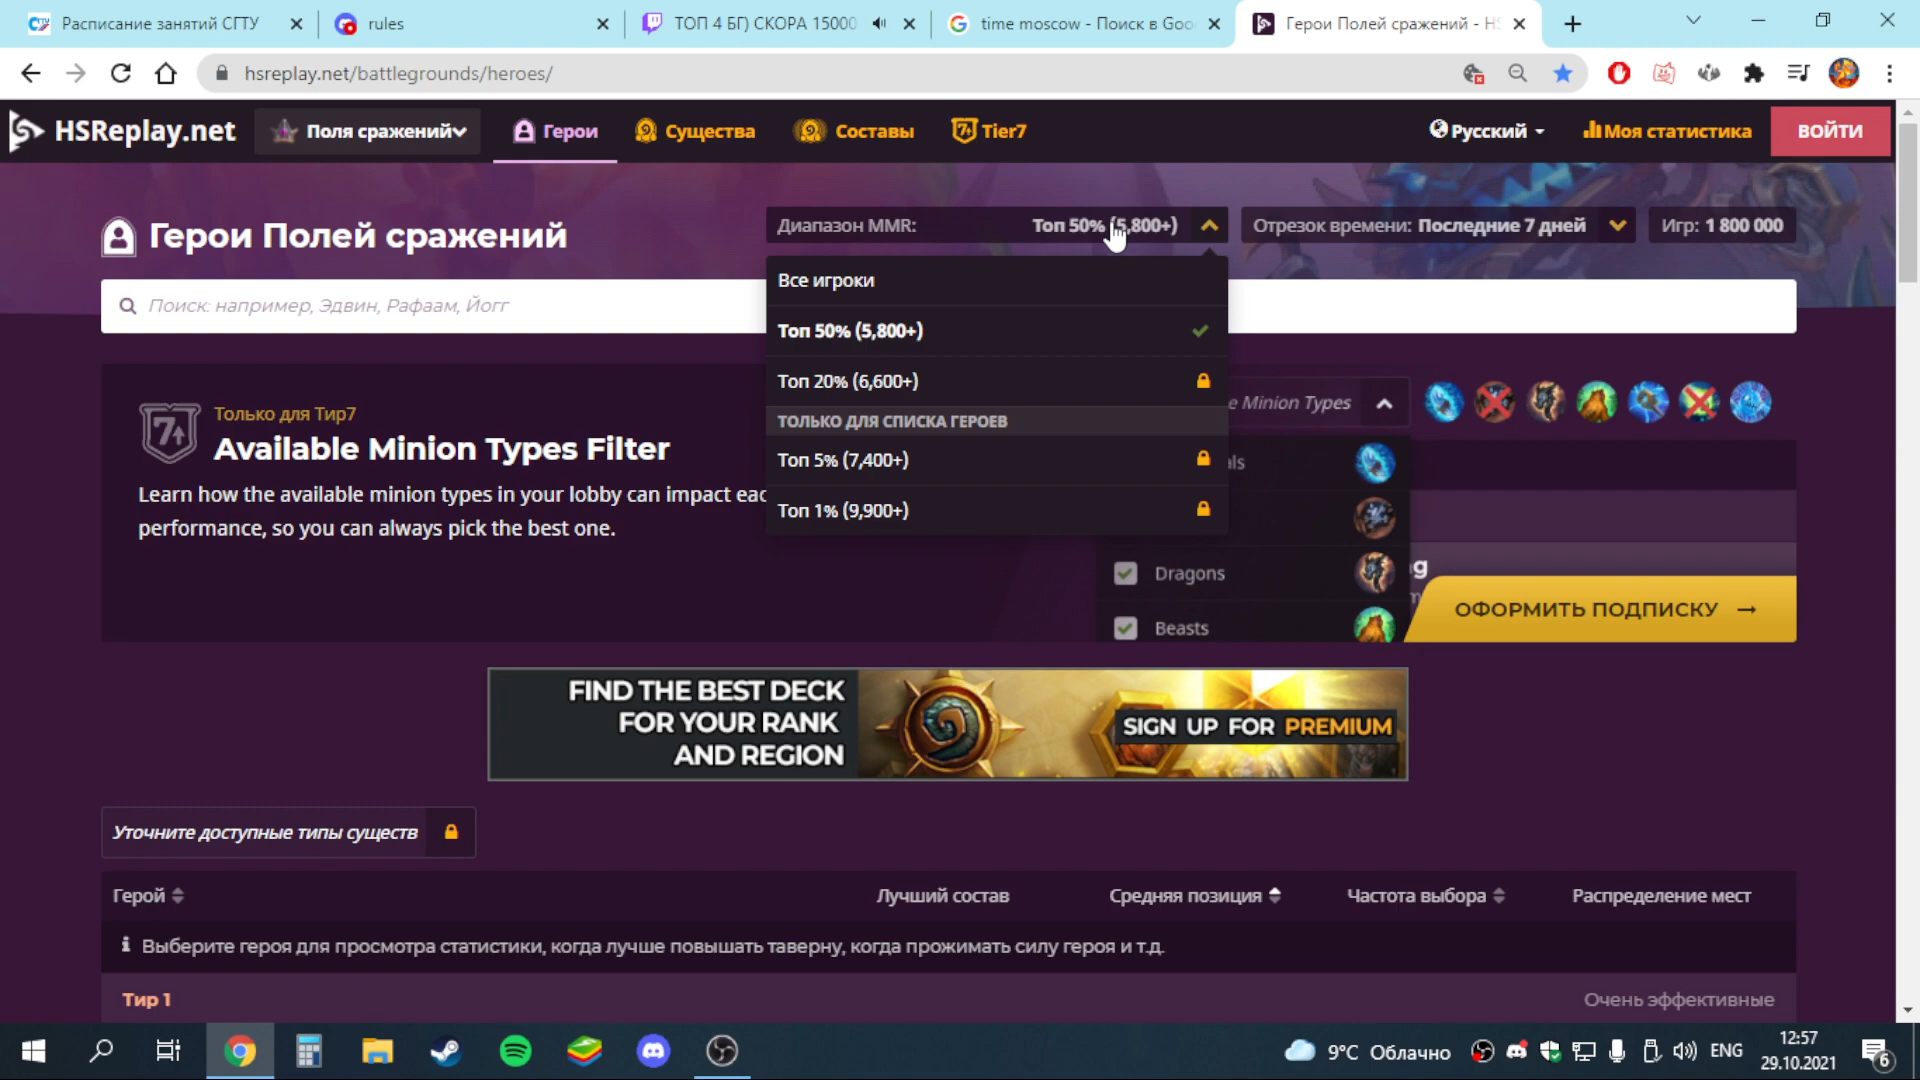 Расписание занятий СГТУ
rules
ТОП 4 БГ) СКОРА 15000
time moscow - Поиск в Goo
Герои Полей сражений - HS
hsreplay.net/battlegrounds/heroes/
HSReplay.net
Поля сражений
Герои
Существа
Составы
Tier7
Русский
Моя статистика
ВОЙТИ
Герои Полей сражений
Диапазон MMR:
Топ 50% (5,800+)
Отрезок времени: Последние 7 дней
Игр: 1 800 000
Поиск: например, Эдвин, Рафаам, Йогг
Все игроки
Топ 50% (5,800+)
Топ 20% (6,600+)
ТОЛЬКО ДЛЯ СПИСКА ГЕРОЕВ
Топ 5% (7,400+)
Топ 1% (9,900+)
Только для Тир7
Available Minion Types Filter
Learn how the available minion types in your lobby can impact eac
performance, so you can always pick the best one.
e Minion Types
als
Dragons
Beasts
ОФОРМИТЬ ПОДПИСКУ →
FIND THE BEST DECK
FOR YOUR RANK
AND REGION
SIGN UP FOR PREMIUM
Уточните доступные типы существ
Герой
Лучший состав
Средняя позиция
Частота выбора
Распределение мест
Выберите героя для просмотра статистики, когда лучше повышать таверну, когда прожимать силу героя и т.д.
Тир 1
Очень эффективные
9°C Облачно
ENG
12:57
29.10.2021
6